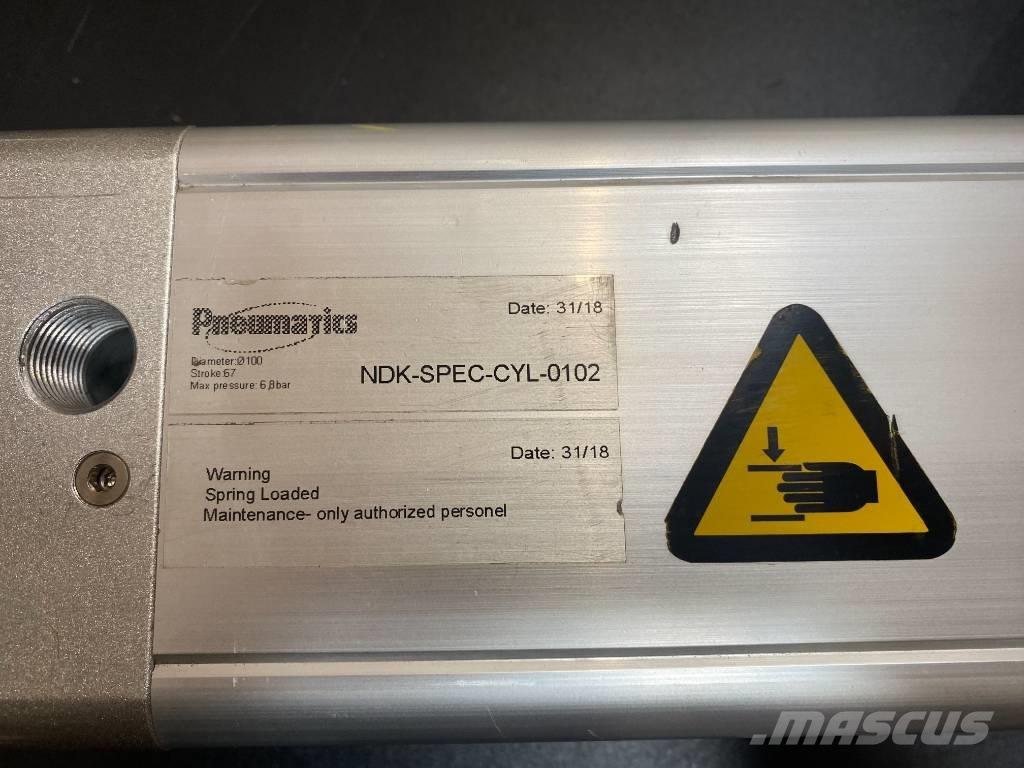 Pneumatics
Date: 31/18
Diameter:Ø100
Stroke:67
Max pressure: 6,8bar
NDK-SPEC-CYL-0102
Date: 31/18
Warning
Spring Loaded
Maintenance- only authorized personel
MASCUS